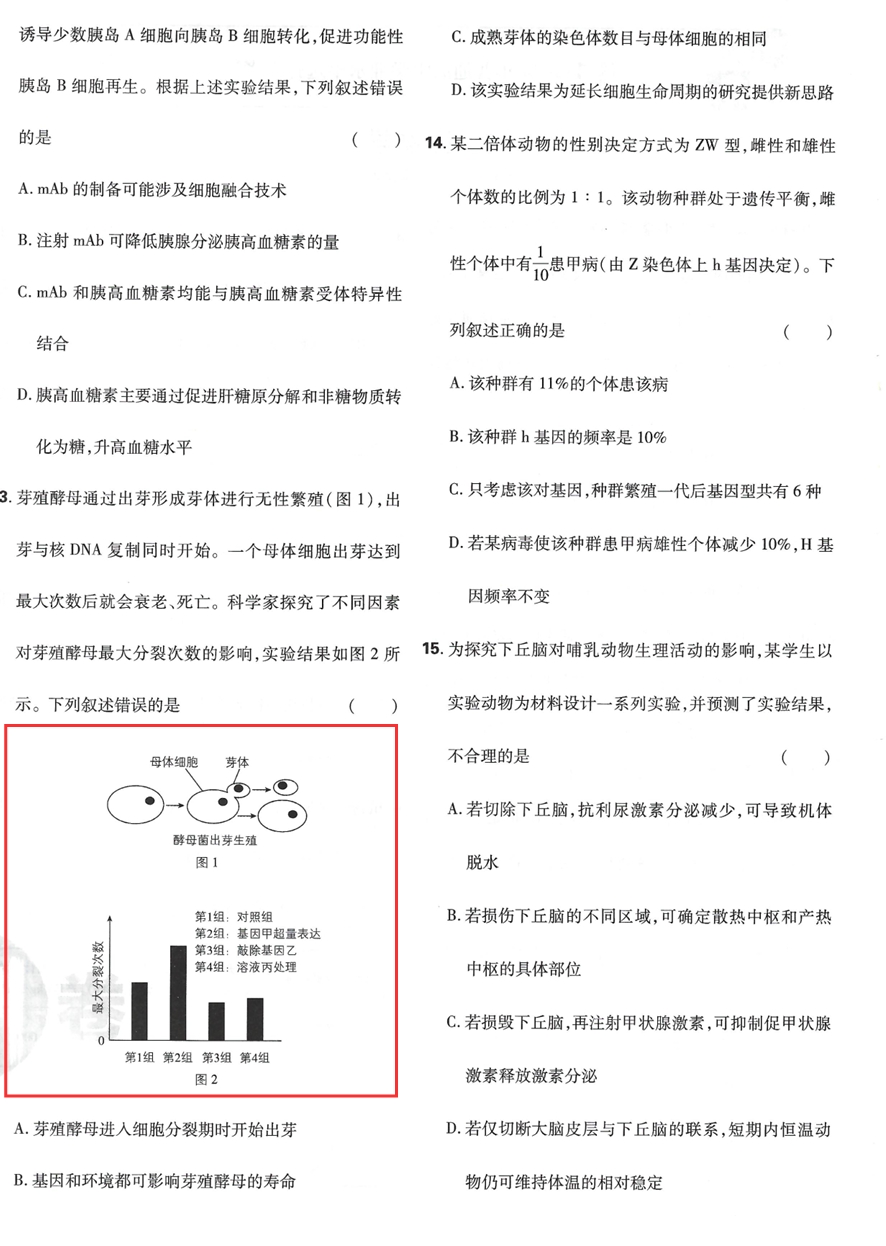 诱导少数胰岛 A 细胞向胰岛 B 细胞转化,促进功能性
胰岛 B 细胞再生。根据上述实验结果,下列叙述错误
的是 (  )
A. mAb 的制备可能涉及细胞融合技术
B. 注射 mAb 可降低胰腺分泌胰高血糖素的量
C. mAb 和胰高血糖素均能与胰高血糖素受体特异性
结合
D. 胰高血糖素主要通过促进肝糖原分解和非糖物质转
化为糖,升高血糖水平
3. 芽殖酵母通过出芽形成芽体进行无性繁殖(图 1),出
芽与核 DNA 复制同时开始。一个母体细胞出芽达到
最大次数后就会衰老、死亡。科学家探究了不同因素
对芽殖酵母最大分裂次数的影响,实验结果如图 2 所
示。下列叙述错误的是 (  )
母体细胞 芽体
酵母菌出芽生殖
图 1
第1组: 对照组
第2组: 基因甲超量表达
第3组: 敲除基因乙
第4组: 溶液丙处理
最大分裂次数
0
第1组 第2组 第3组 第4组
图 2
A. 芽殖酵母进入细胞分裂期时开始出芽
B. 基因和环境都可影响芽殖酵母的寿命
C. 成熟芽体的染色体数目与母体细胞的相同
D. 该实验结果为延长细胞生命周期的研究提供新思路
14. 某二倍体动物的性别决定方式为 ZW 型,雌性和雄性
个体数的比例为 1∶1。该动物种群处于遗传平衡,雌
性个体中有1/10患甲病(由 Z 染色体上 h 基因决定)。下
列叙述正确的是 (  )
A. 该种群有 11%的个体患该病
B. 该种群 h 基因的频率是 10%
C. 只考虑该对基因,种群繁殖一代后基因型共有 6 种
D. 若某病毒使该种群患甲病雄性个体减少 10%,H 基
因频率不变
15. 为探究下丘脑对哺乳动物生理活动的影响,某学生以
实验动物为材料设计一系列实验,并预测了实验结果,
不合理的是 (  )
A. 若切除下丘脑,抗利尿激素分泌减少,可导致机体
脱水
B. 若损伤下丘脑的不同区域,可确定散热中枢和产热
中枢的具体部位
C. 若损毁下丘脑,再注射甲状腺激素,可抑制促甲状腺
激素释放激素分泌
D. 若仅切断大脑皮层与下丘脑的联系,短期内恒温动
物仍可维持体温的相对稳定